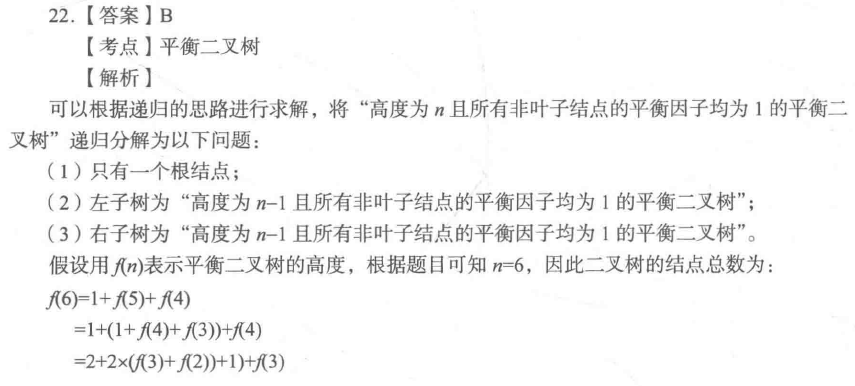 22.【答案】B
【考点】平衡二叉树
【解析】
可以根据递归的思路进行求解，将“高度为 n 且所有非叶子结点的平衡因子均为 1 的平衡二
叉树”递归分解为以下问题：
（1）只有一个根结点；
（2）左子树为“高度为 n–1 且所有非叶子结点的平衡因子均为 1 的平衡二叉树”；
（3）右子树为“高度为 n–1 且所有非叶子结点的平衡因子均为 1 的平衡二叉树”。
假设用 f(n)表示平衡二叉树的高度，根据题目可知 n=6，因此二叉树的结点总数为：
f(6)=1+ f(5)+ f(4)
=1+(1+ f(4)+ f(3))+f(4)
=2+2×(f(3)+ f(2))+1)+f(3)